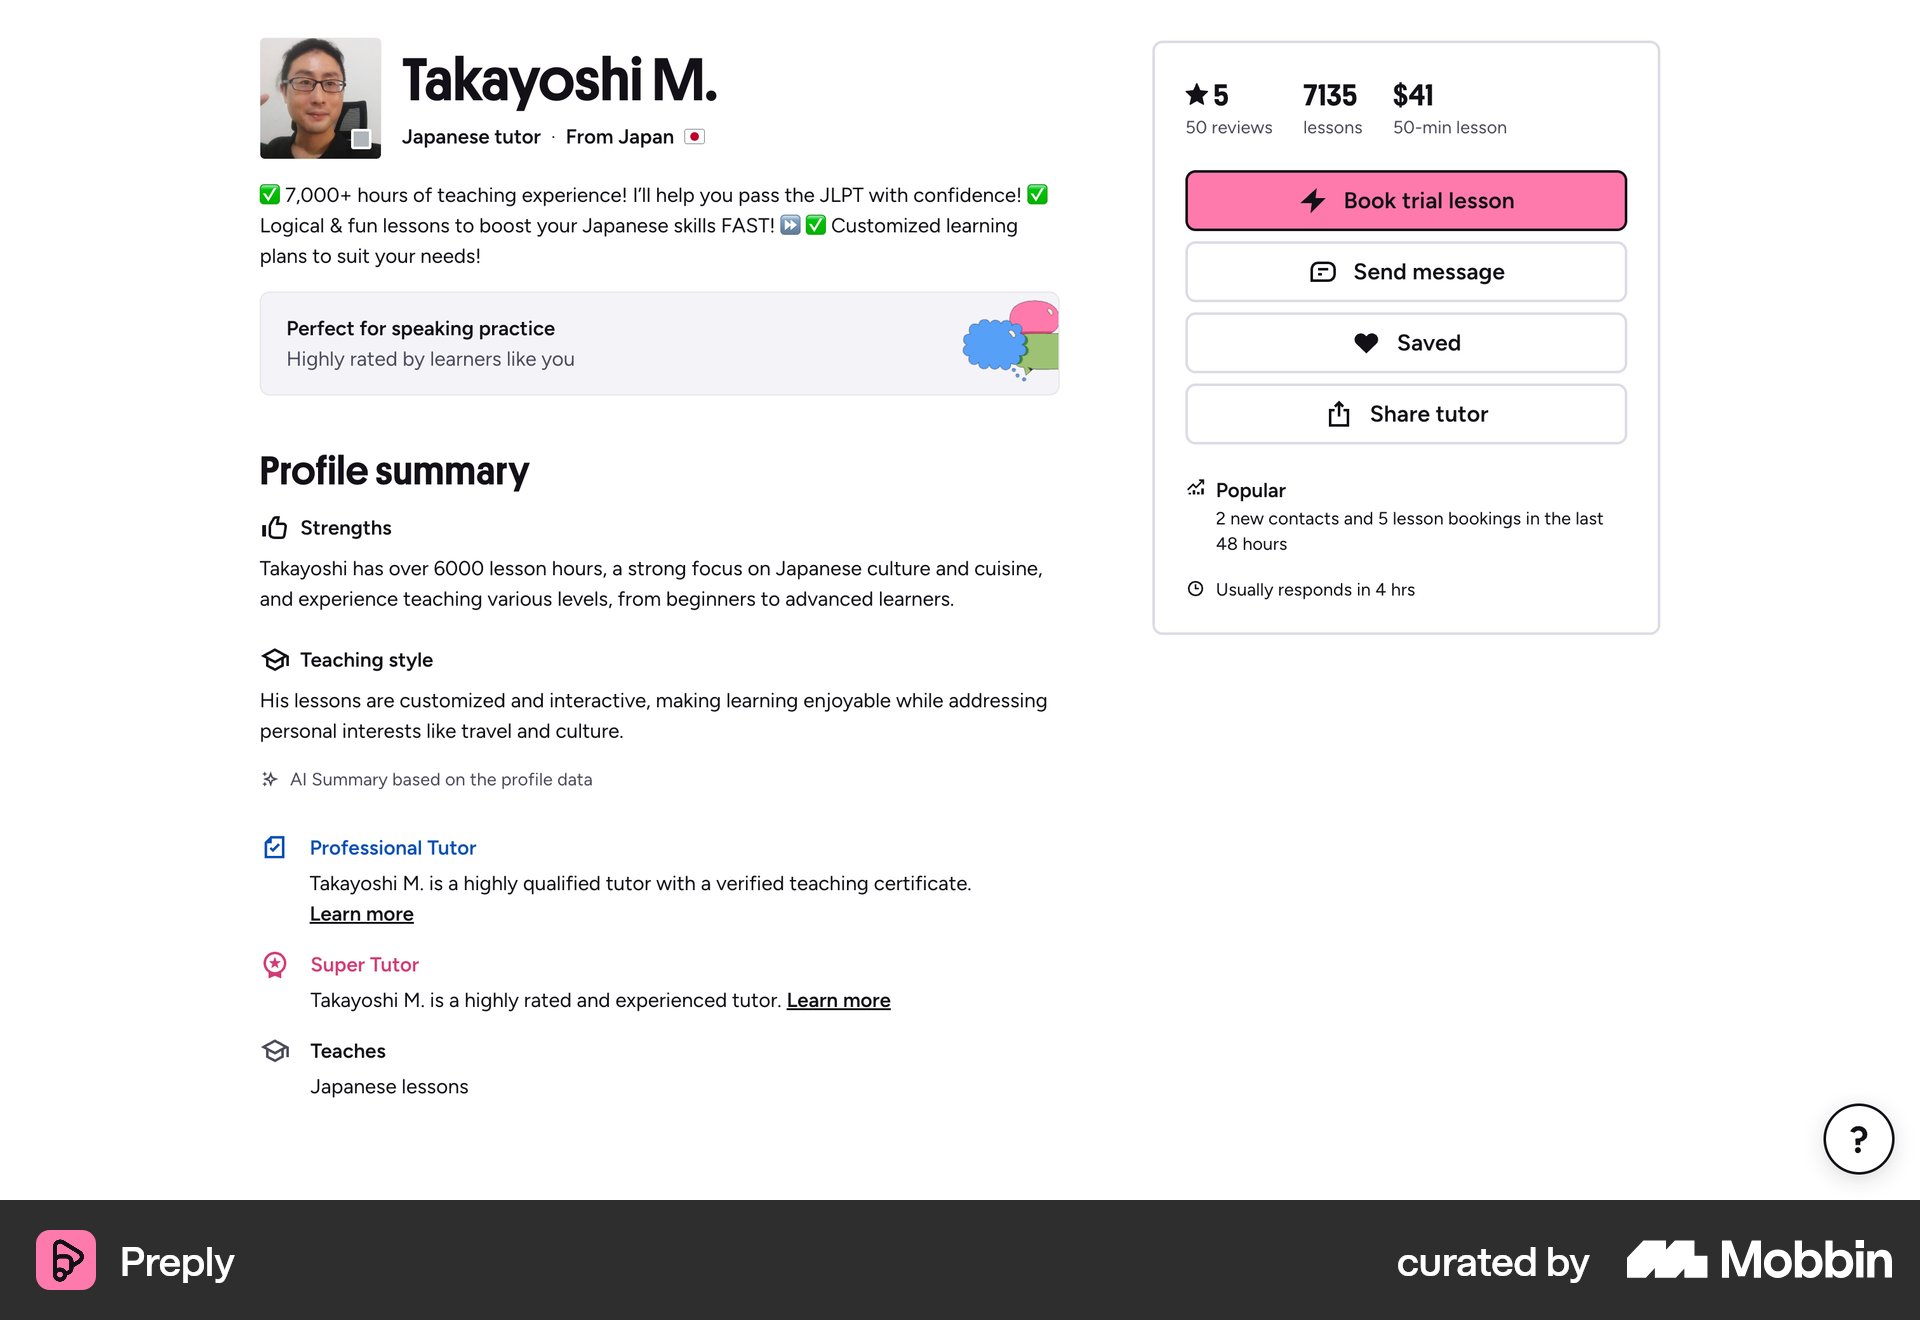 Takayoshi M.
Japanese tutor · From Japan 🇯🇵
✅ 7,000+ hours of teaching experience! I’ll help you pass the JLPT with confidence! ✅
Logical & fun lessons to boost your Japanese skills FAST! ⏩ ✅ Customized learning
plans to suit your needs!
Perfect for speaking practice
Highly rated by learners like you
Profile summary
Strengths
Takayoshi has over 6000 lesson hours, a strong focus on Japanese culture and cuisine,
and experience teaching various levels, from beginners to advanced learners.
Teaching style
His lessons are customized and interactive, making learning enjoyable while addressing
personal interests like travel and culture.
AI Summary based on the profile data
Professional Tutor
Takayoshi M. is a highly qualified tutor with a verified teaching certificate.
Learn more
Super Tutor
Takayoshi M. is a highly rated and experienced tutor. Learn more
Teaches
Japanese lessons
★ 5 7135 $41
50 reviews lessons 50-min lesson
Book trial lesson
Send message
Saved
Share tutor
Popular
2 new contacts and 5 lesson bookings in the last
48 hours
Usually responds in 4 hrs
?
Preply
curated by Mobbin